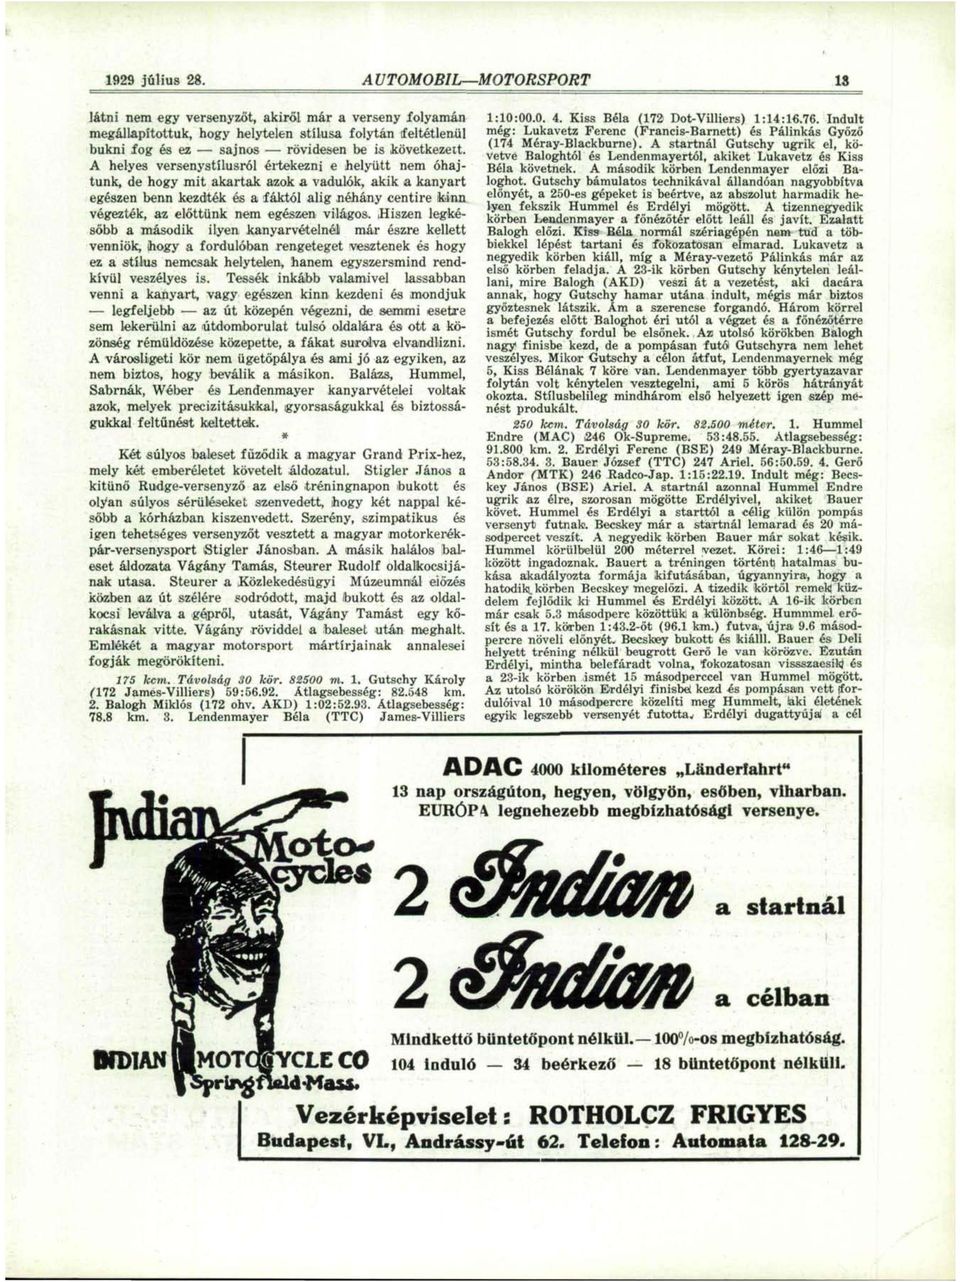 1929 július 28. AUTOMOBIL—MOTORSPORT 13
látni nem egy versenyzőt, akiről már a verseny folyamán
megállapítottuk, hogy helytelen stílusa folytán feltétlenül
bukni fog és ez — sajnos — rövidesen be is következett.
A helyes versenystílusról értekezni e helyütt nem óhaj-
tunk, de hogy mit akartak azok a vadulók, akik a kanyart
egészen benn kezdték és a fáktól alig néhány centire kinn
végezték, az előttünk nem egészen világos. Hiszen legké-
sőbb a második ilyen kanyarvételnél már észre kellett
venniök, hogy a fordulóban rengeteget vesztenek és hogy
ez a stílus nemcsak helytelen, hanem egyszersmind rend-
kívül veszélyes is. Tessék inkább valamivel lassabban
venni a kanyart, vagy egészen kinn kezdeni és mondjuk
— legfeljebb — az út közepén végezni, de semmi esetre
sem lekerülni az útdomborulat tulsó oldalára és ott a kö-
zönség rémüldözése közepette, a fákat surolva elvandlizni.
A városligeti kör nem ügetőpálya és ami jó az egyiken, az
nem biztos, hogy beválik a másikon. Balázs, Hummel,
Sabrnák, Wéber és Lendenmayer kanyarvételei voltak
azok, melyek precizitásukkal, gyorsaságukkal és biztossá-
gukkal feltűnést keltettek.
*
Két súlyos baleset fűződik a magyar Grand Prix-hez,
mely két emberéletet követelt áldozatul. Stigler János a
kitünő Rudge-versenyző az első tréningnapon bukott és
olyan súlyos sérüléseket szenvedett, hogy két nappal ké-
sőbb a kórházban kiszenvedett. Szerény, szimpatikus és
igen tehetséges versenyzőt vesztett a magyar motorkerék-
pár-versenysport Stigler Jánosban. A másik halálos bal-
eset áldozata Vágány Tamás, Steurer Rudolf oldalkocsijá-
nak utasa. Steurer a Közlekedésügyi Múzeumnál előzés
közben az út szélére sodródott, majd bukott és az oldal-
kocsi leválva a gépről, utasát, Vágány Tamást egy kő-
rakásnak vitte. Vágány röviddel a baleset után meghalt.
Emlékét a magyar motorsport mártírjainak annalesei
fogják megörökíteni.
175 kcm. Távolság 30 kör. 82500 m. 1. Gutschy Károly
(172 James-Villiers) 59:56.92. Átlagsebesség: 82.548 km.
2. Balogh Miklós (172 ohv. AKD) 1:02:52.93. Átlagsebesség:
78.8 km. 3. Lendenmayer Béla (TTC) James-Villiers
1:10:00.0. 4. Kiss Béla (172 Dot-Villiers) 1:14:16.76. Indult
még: Lukavetz Ferenc (Francis-Barnett) és Pálinkás Győző
(174 Méray-Blackburne). A startnál Gutschy ugrik el, kö-
vetve Baloghtól és Lendenmayertól, akiket Lukavetz és Kiss
Béla követnek. A második körben Lendenmayer előzi Ba-
loghot. Gutschy bámulatos technikával állandóan nagyobbítva
előnyét, a 250-es gépeket is beértve, az abszolut harmadik he-
lyen fekszik Hummel és Erdélyi mögött. A tizennegyedik
körben Lendenmayer a főnézőtér előtt leáll és javít. Ezalatt
Balogh előzi. Kiss Béla normál szériagépén nem tud a töb-
biekkel lépést tartani és fokozatosan elmarad. Lukavetz a
negyedik körben kiáll, míg a Méray-vezető Pálinkás már az
első körben feladja. A 23-ik körben Gutschy kénytelen leál-
lani, mire Balogh (AKD) veszi át a vezetést, aki dacára
annak, hogy Gutschy hamar utána indult, mégis már biztos
győztesnek látszik. Ám a szerencse forgandó. Három körrel
a befejezés előtt Baloghot éri utól a végzet és a főnézőtérre
ismét Gutschy fordul be elsőnek. Az utolsó körökben Balogh
nagy finisbe kezd, de a pompásan futó Gutschyra nem lehet
veszélyes. Mikor Gutschy a célon átfut, Lendenmayernek még
5, Kiss Bélának 7 köre van. Lendenmayer több gyertyazavar
folytán volt kénytelen vesztegelni, ami 5 körös hátrányát
okozta. Stílusbelileg mindhárom első helyezett igen szép me-
nést produkált.
250 kcm. Távolság 30 kör. 82.500 méter. 1. Hummel
Endre (MAC) 246 Ok-Supreme. 53:48.55. Átlagsebesség:
91.800 km. 2. Erdélyi Ferenc (BSE) 249 Méray-Blackburne.
53:58.34. 3. Bauer József (TTC) 247 Ariel. 56:50.59. 4. Gerő
Andor (MTK) 246 Radco-Jap. 1:15:22.19. Indult még: Becs-
key János (BSE) Ariel. A startnál azonnal Hummel Endre
ugrik az élre, szorosan mögötte Erdélyivel, akiket Bauer
követ. Hummel és Erdélyi a starttól a célig külön pompás
versenyt futnak. Becskey már a startnál lemarad és 20 má-
sodpercet veszít. A negyedik körben Bauer már sokat késik.
Hummel körülbelül 200 méterrel vezet. Körei: 1:46—1:49
között ingadoznak. Bauert a tréningen történt hatalmas bu-
kása akadályozta formája kifutásában, úgyannyira, hogy a
hatodik körben Becskey megelőzi. A tizedik körtől remek küz-
delem fejlődik ki Hummel és Erdélyi között. A 16-ik körben
már csak 5.3 másodperc közöttük a különbség. Hummmel erő-
sít és a 17. körben 1:43.2-őt (96.1 km.) futva, újra 9.6 másod-
percre növeli előnyét. Becskey bukott és kiálll. Bauer és Deli
helyett tréning nélkül beugrott Gerő le van körözve. Ezután
Erdélyi, mintha belefáradt volna, fokozatosan vissszaesik és
a 23-ik körben ismét 15 másodperccel van Hummel mögött.
Az utolsó körökön Erdélyi finisbe kezd és pompásan vett for-
dulóival 10 másodpercre közelíti meg Hummelt, aki életének
egyik legszebb versenyét futotta. Erdélyi dugattyúja a cél
Indian
Moto-
cycles
INDIAN MOTOCYCLE CO
Springfield-Mass.
ADAC 4000 kilométeres „Länderfahrt“
13 nap országúton, hegyen, völgyön, esőben, viharban.
EURÓPA legnehezebb megbízhatósági versenye.
2 Indian a startnál
2 Indian a célban
Mindkettő büntetőpont nélkül.—100%-os megbízhatóság.
104 induló — 34 beérkező — 18 büntetőpont nélküli.
Vezérképviselet: ROTHOLCZ FRIGYES
Budapest, VI., Andrássy-út 62. Telefon: Automata 128-29.